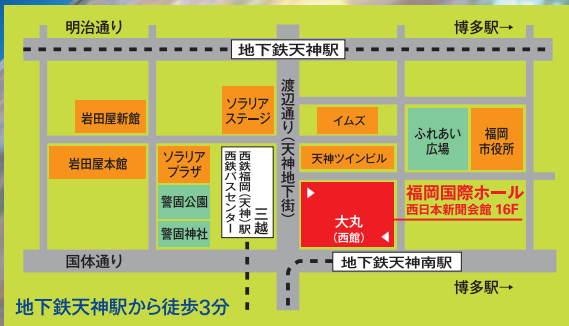 明治通り
博多駅→
地下鉄天神駅
渡辺通り(天神地下街)
ソラリア
ステージ
岩田屋新館
イムズ
ふれあい
広場
福岡
市役所
岩田屋本館
ソラリア
プラザ
三越
西鉄福岡(天神)駅
西鉄バスセンター
天神ツインビル
警固公園
警固神社
大丸
(西館)
福岡国際ホール
西日本新聞会館 16F
国体通り
地下鉄天神南駅
博多駅→
地下鉄天神駅から徒歩3分